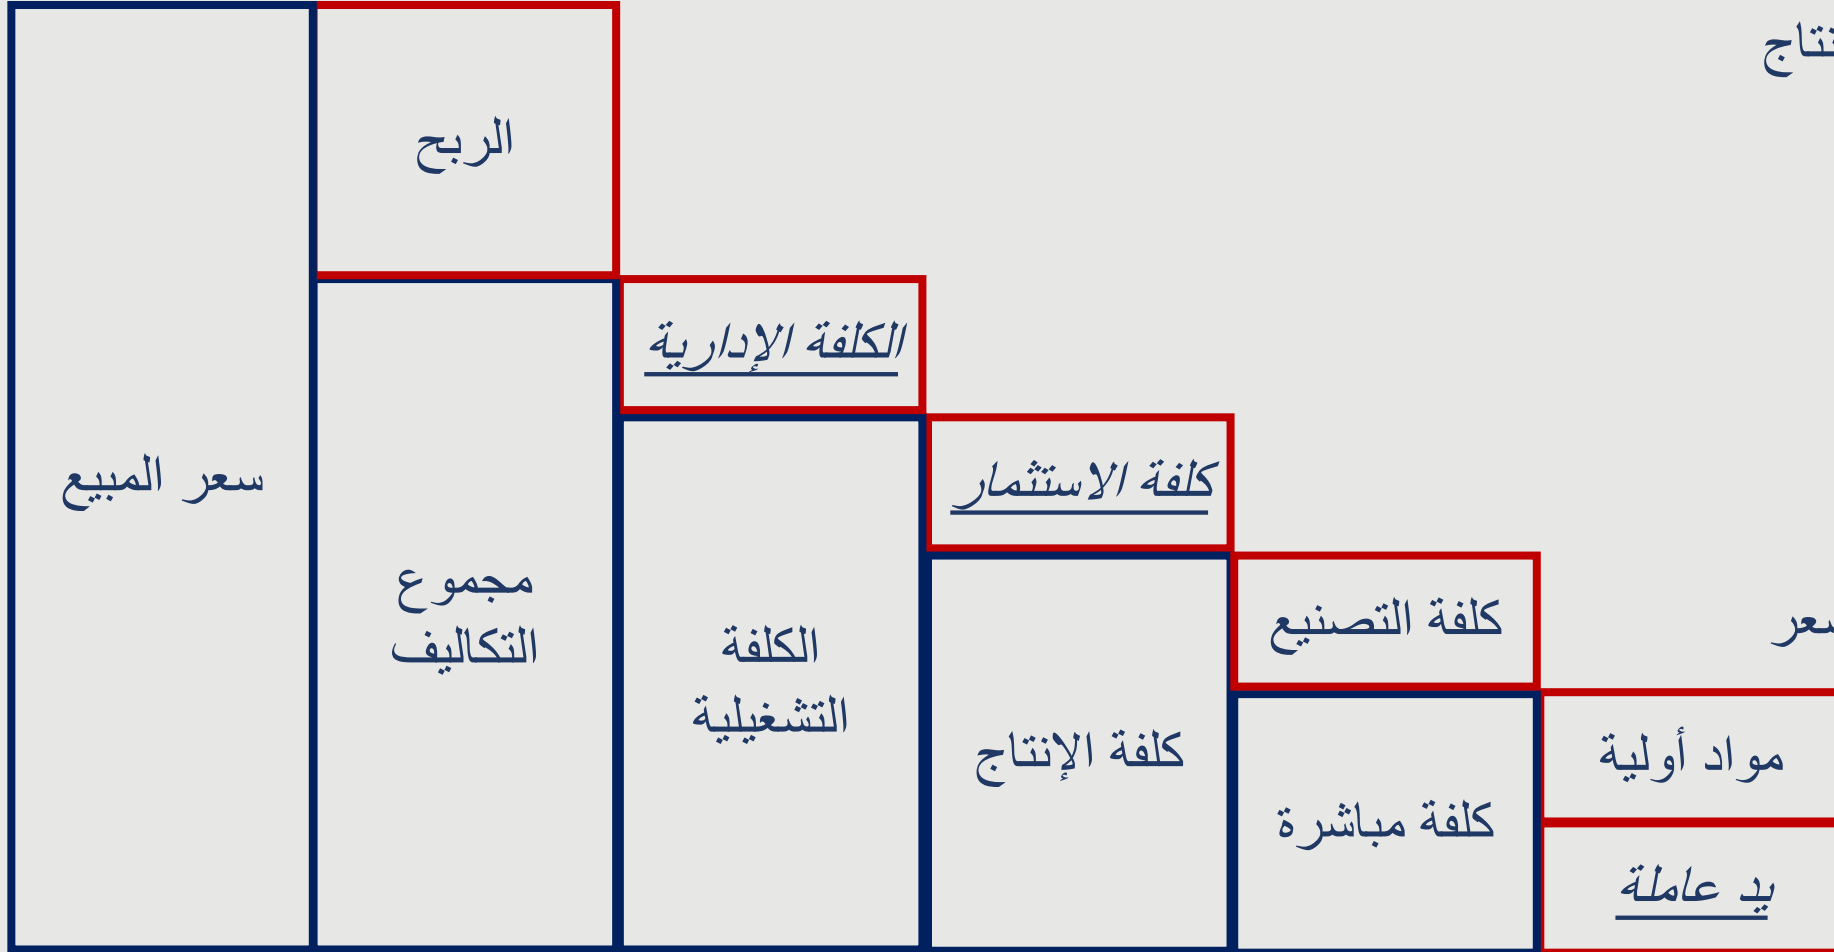 الربح
الكلفة الإدارية
كلفة الاستثمار
سعر المبيع
مجموع
التكاليف
كلفة التصنيع
الكلفة
التشغيلية
كلفة الإنتاج
مواد أولية
كلفة مباشرة
يد عاملة